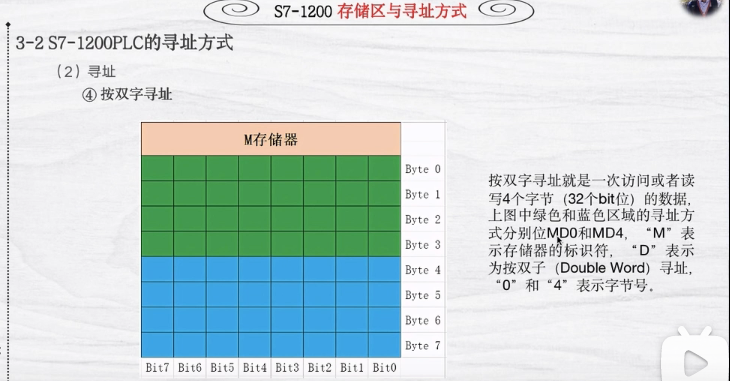 S7-1200 存储区与寻址方式
3-2 S7-1200PLC的寻址方式
（2）寻址
④ 按双字寻址
M存储器
Byte 0
Byte 1
Byte 2
Byte 3
Byte 4
Byte 5
Byte 6
Byte 7
Bit7 Bit6 Bit5 Bit4 Bit3 Bit2 Bit1 Bit0
按双字寻址就是一次访问或者读
写4个字节（32个bit位）的数据，
上图中绿色和蓝色区域的寻址方
式分别位MD0和MD4，“M”表
示存储器的标识符，“D”表示
为按双子（Double Word）寻址，
“0”和“4”表示字节号。